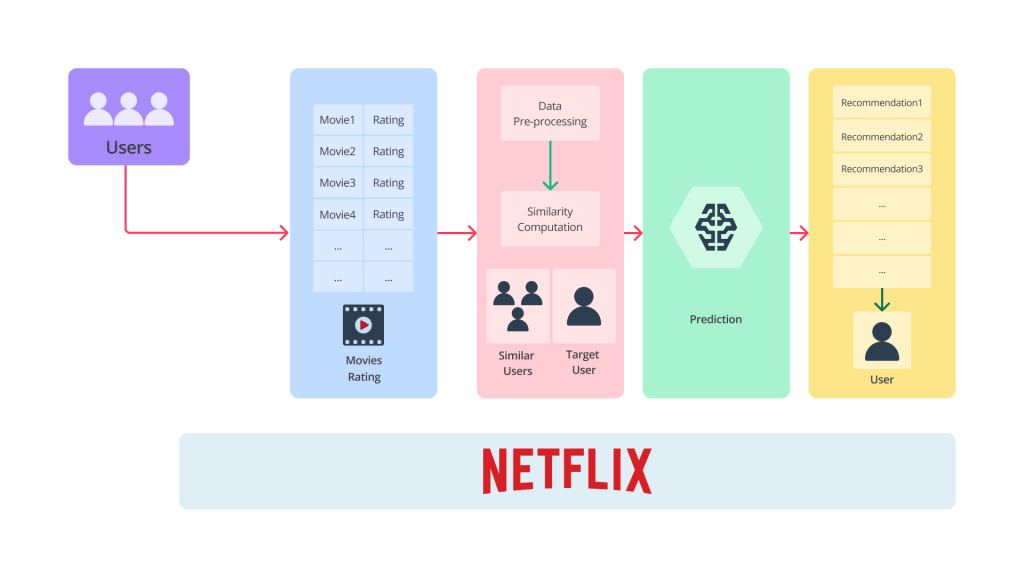 Users
Movie1 Rating
Movie2 Rating
Movie3 Rating
Movie4 Rating
... ...
... ...
Movies
Rating
Data
Pre-processing
Similarity
Computation
Similar
Users
Target
User
Prediction
Recommendation1
Recommendation2
Recommendation3
...
...
...
User
NETFLIX